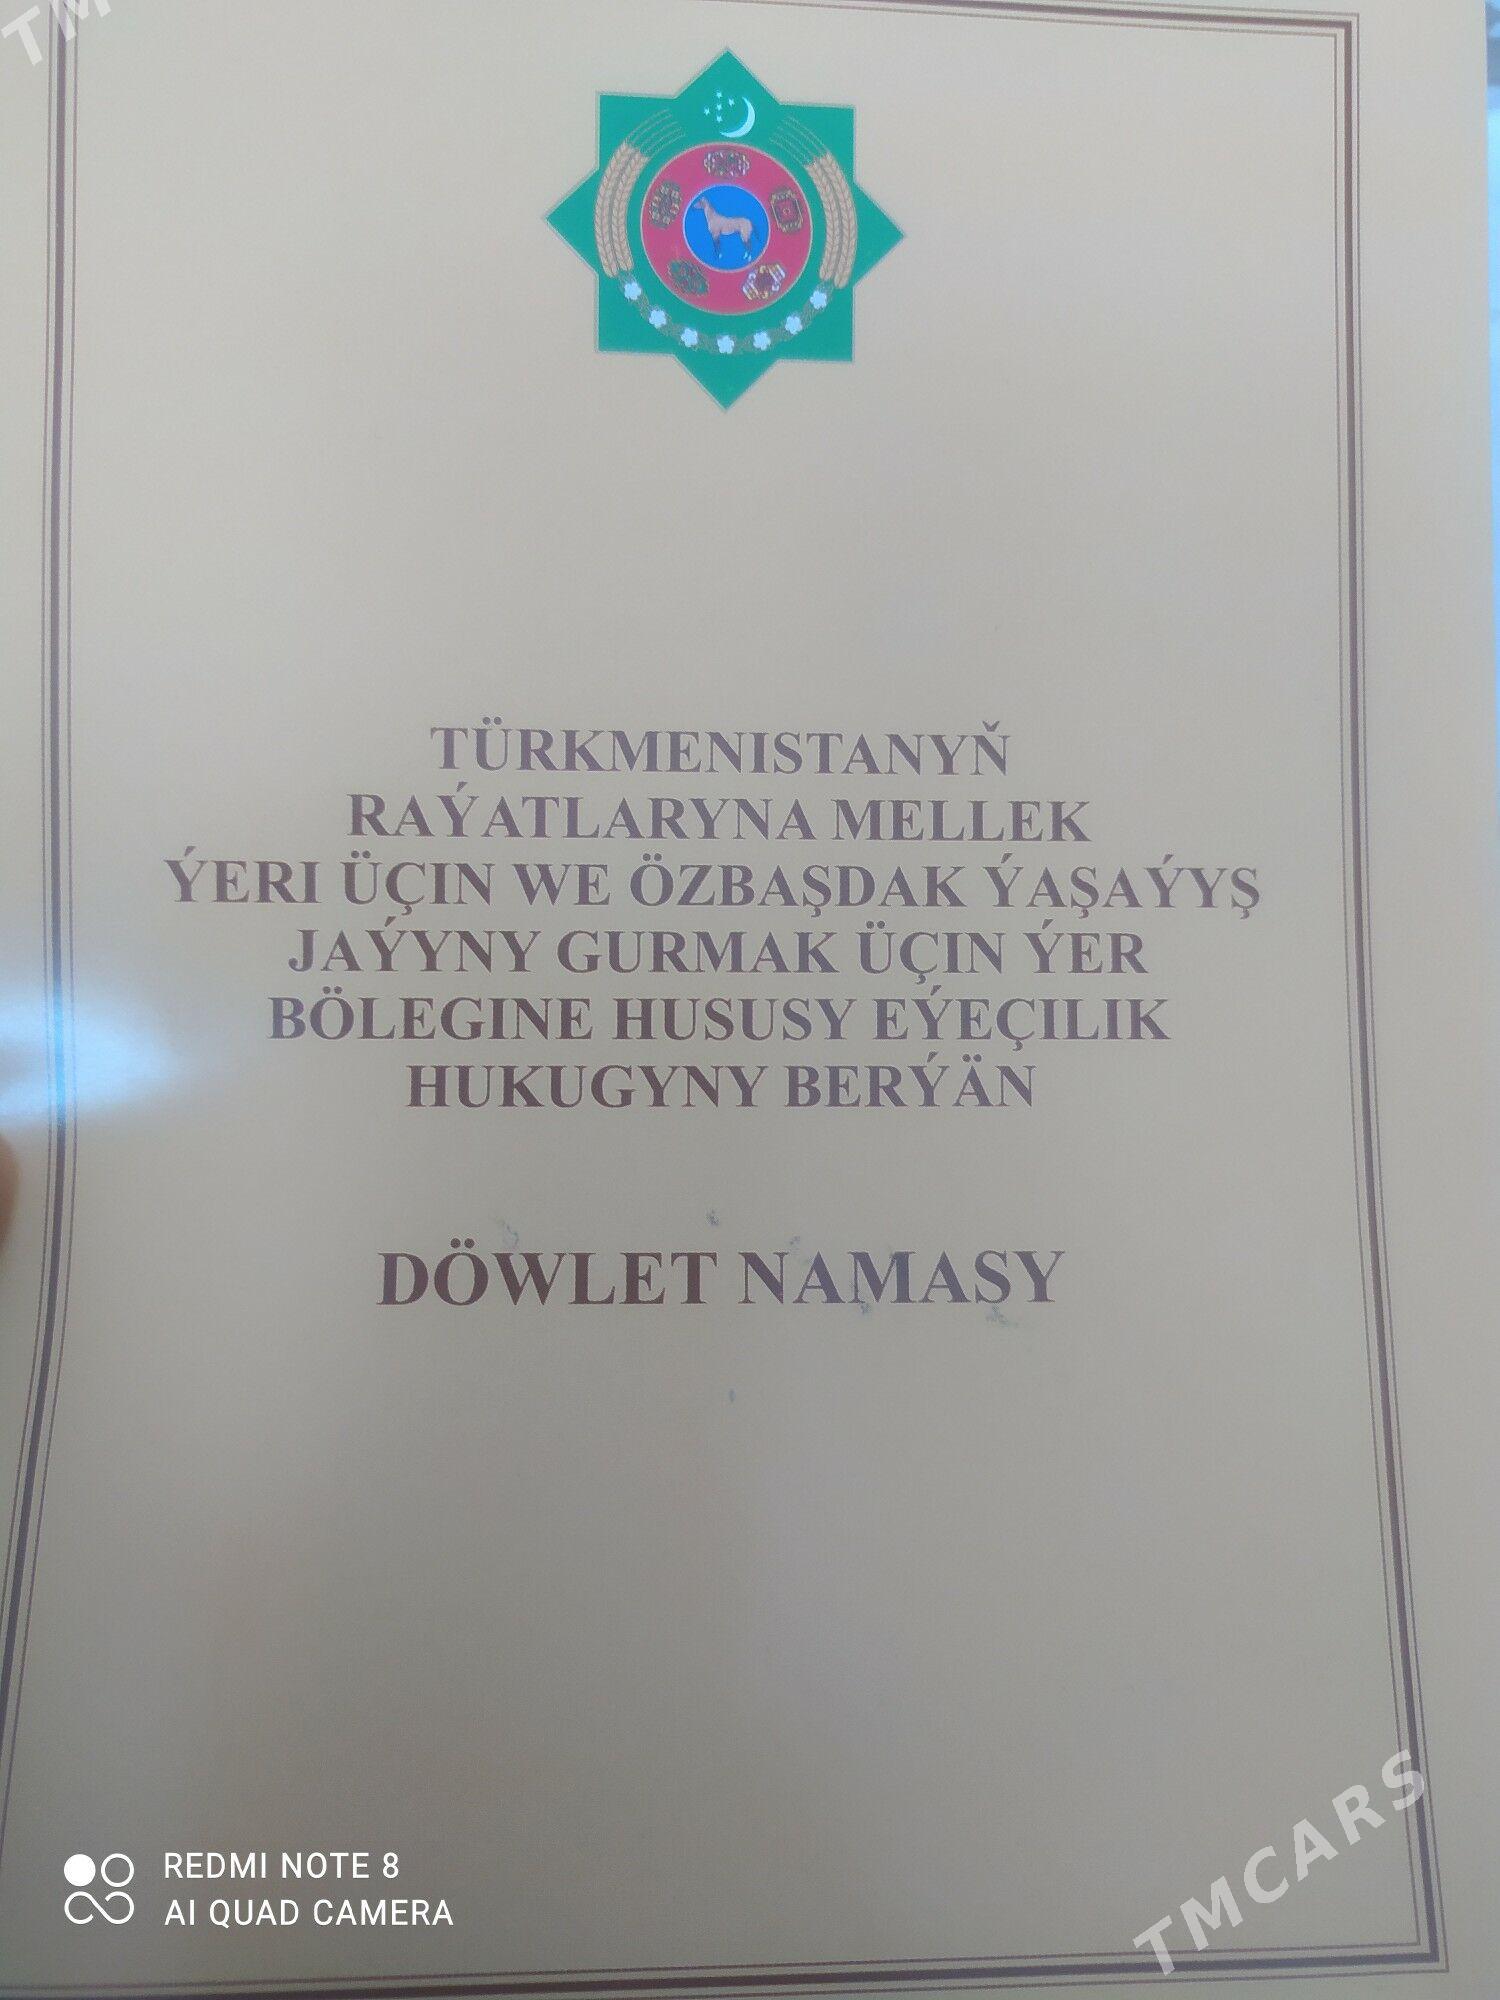 TM
TÜRKMENISTANYŇ
RAÝATLARYNA MELLEK
ÝERI ÜÇIN WE ÖZBAŞDAK ÝAŞAÝYŞ
JAÝYNY GURMAK ÜÇIN ÝER
BÖLEGINE HUSUSY EÝEÇILIK
HUKUGYNY BERÝÄN
DÖWLET NAMASY
REDMI NOTE 8
AI QUAD CAMERA
TMCARS